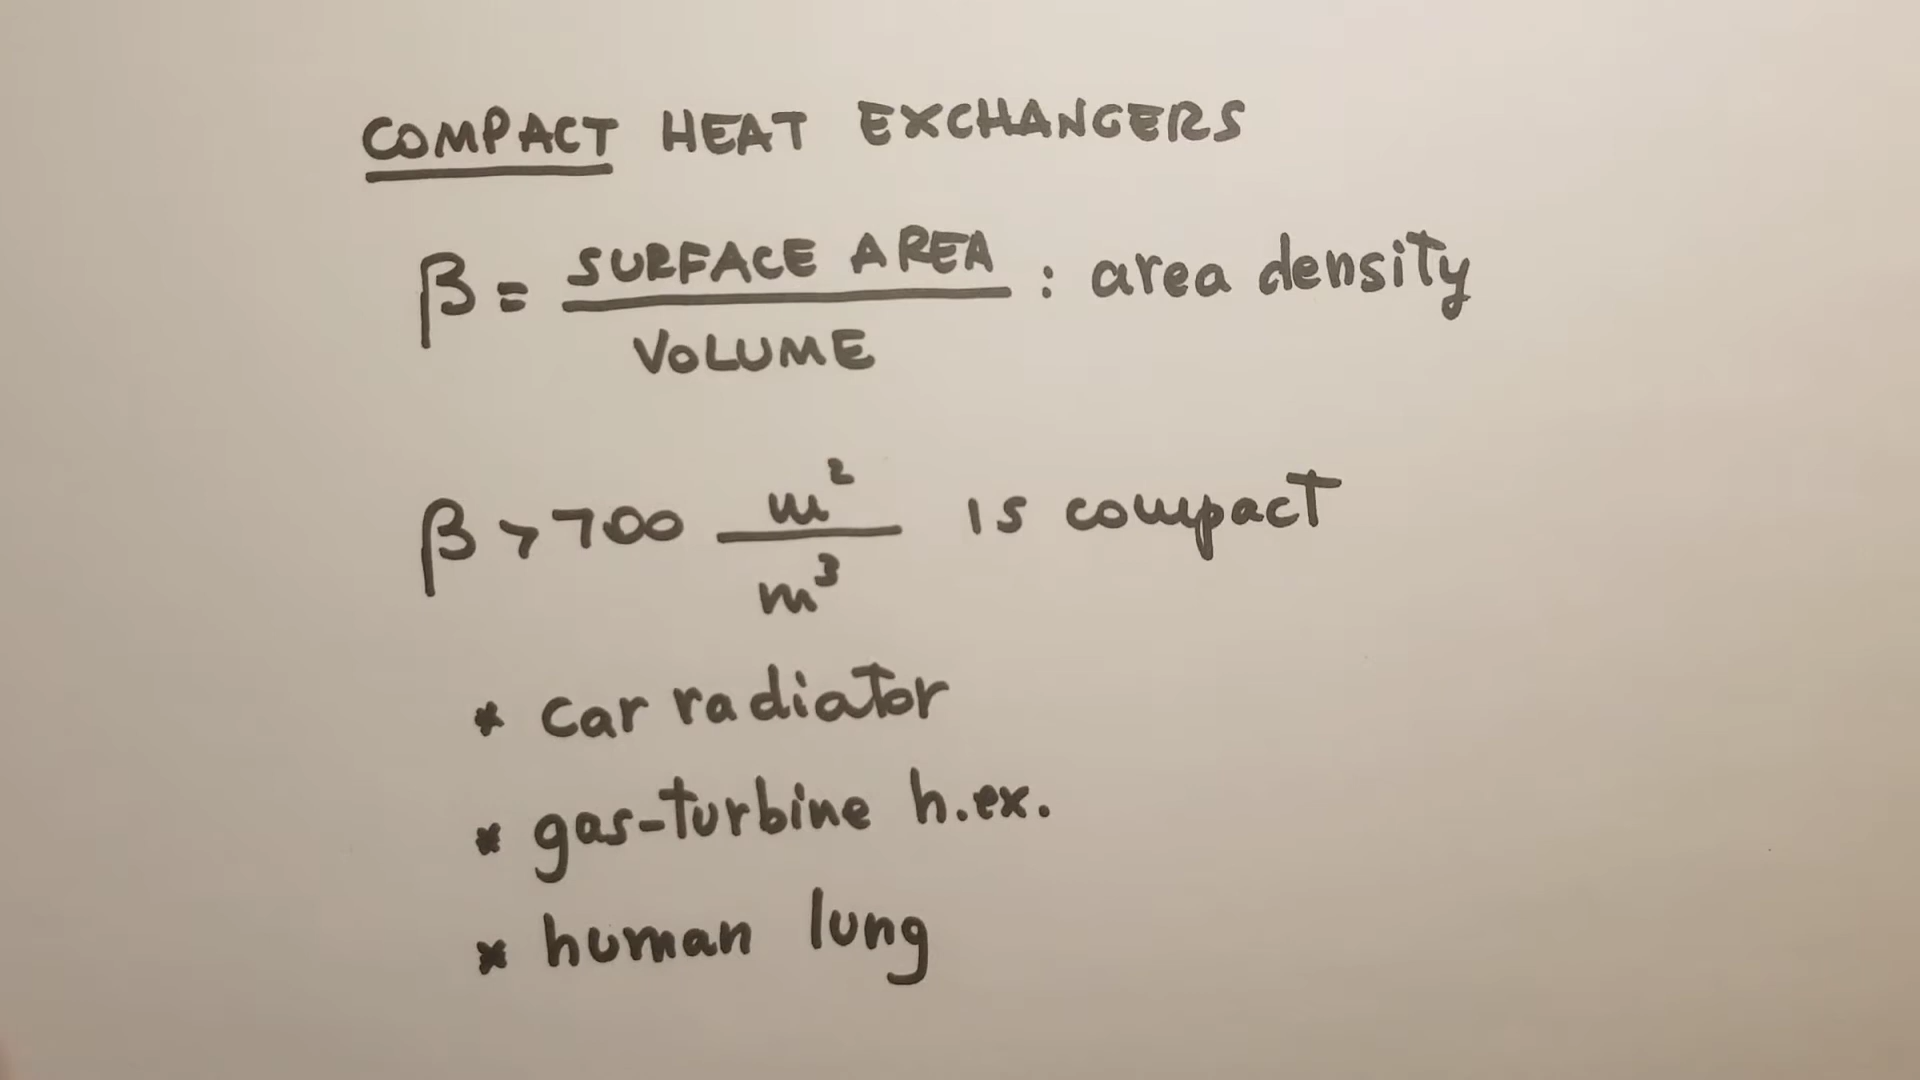 COMPACT HEAT EXCHANGERS
β = SURFACE AREA / VOLUME : area density
β > 700 m² / m³ is compact
* car radiator
* gas-turbine h.ex.
* human lung